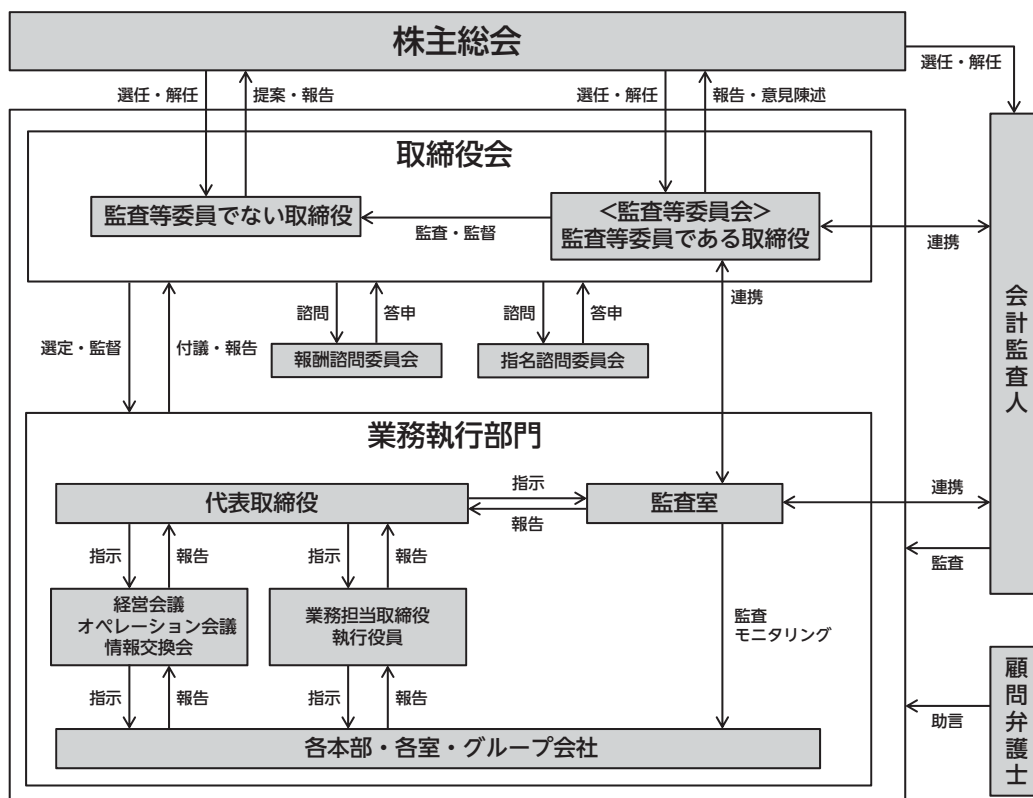 株主総会
選任・解任
選任・解任
提案・報告
選任・解任
報告・意見陳述
取締役会
監査等委員でない取締役
監査・監督
<監査等委員会>
監査等委員である取締役
連携
会計監査人
選定・監督
付議・報告
諮問
答申
諮問
答申
連携
報酬諮問委員会
指名諮問委員会
業務執行部門
代表取締役
指示
報告
監査室
連携
監査
指示
報告
指示
報告
経営会議
オペレーション会議
情報交換会
業務担当取締役
執行役員
監査
モニタリング
指示
報告
指示
報告
各本部・各室・グループ会社
助言
顧問弁護士